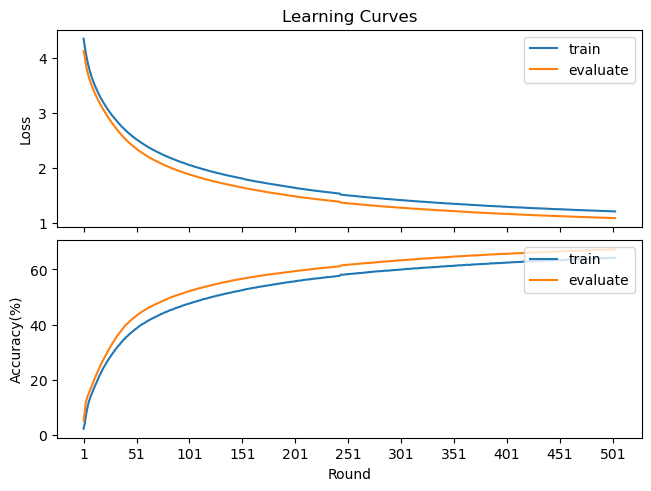 Learning Curves
4
3
2
1
Loss
train
evaluate
60
40
20
0
Accuracy(%)
train
evaluate
1 51 101 151 201 251 301 351 401 451 501
Round